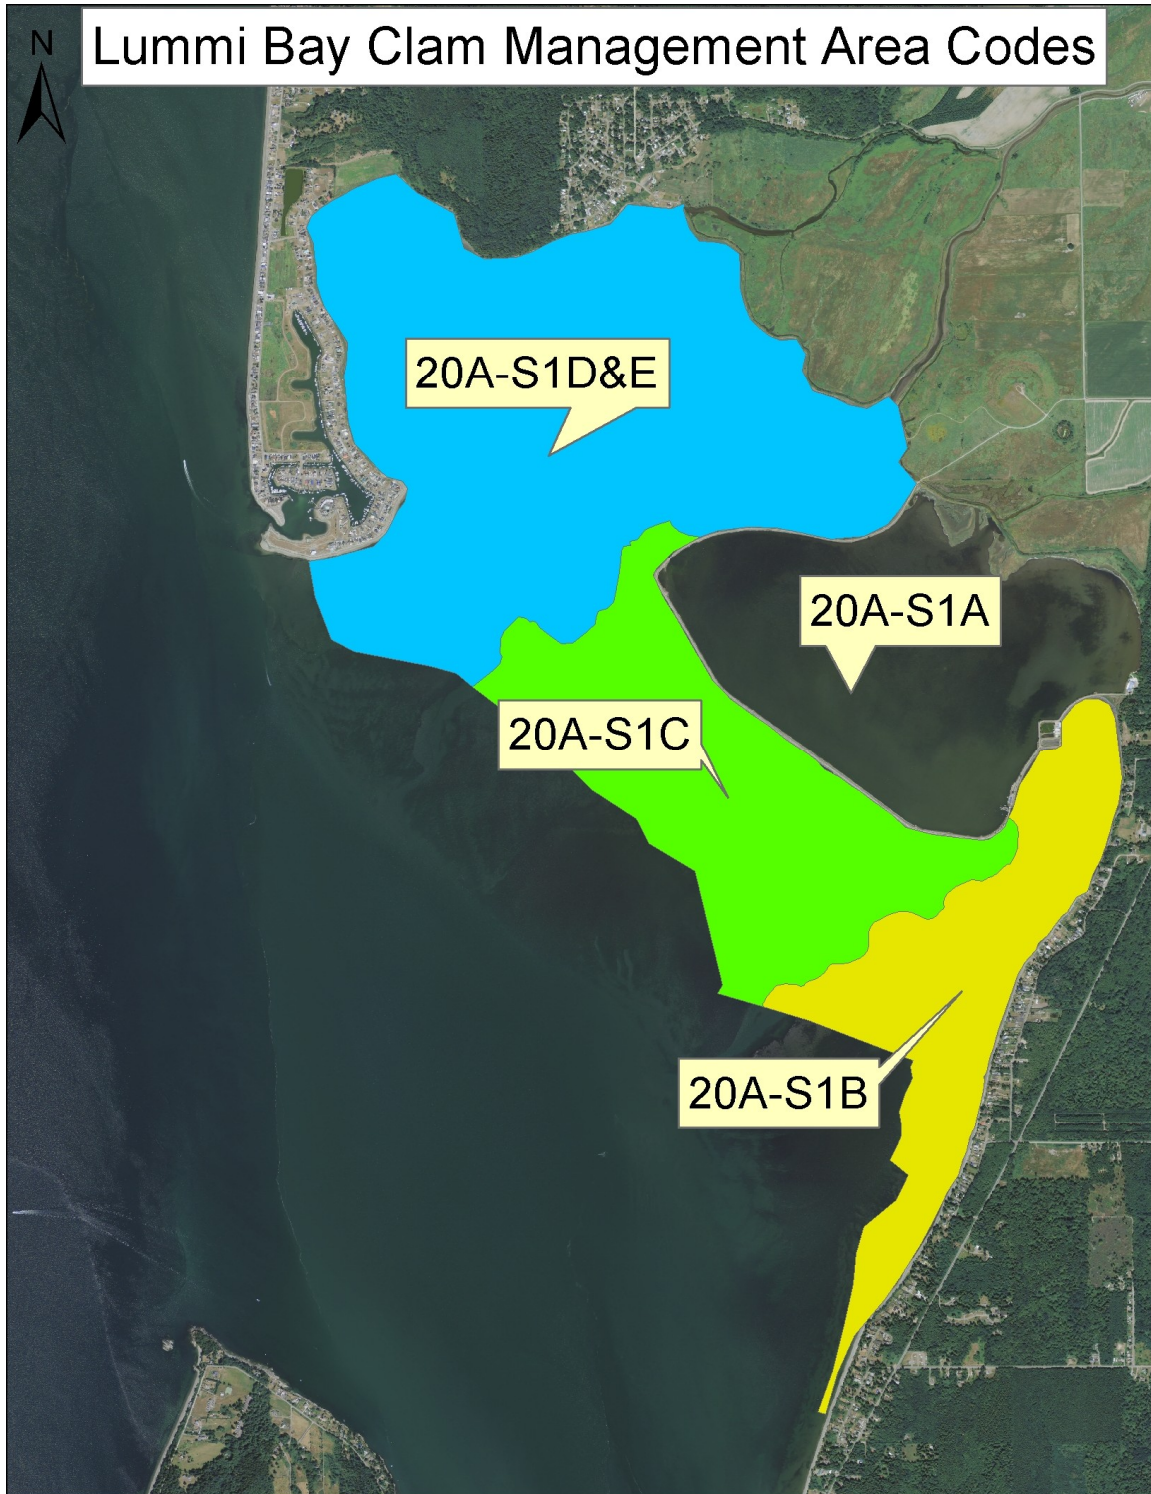 N
Lummi Bay Clam Management Area Codes
20A-S1D&E
20A-S1A
20A-S1C
20A-S1B